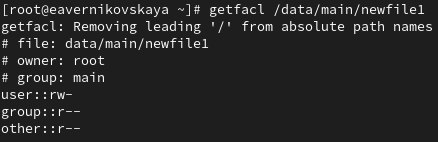 [root@eavernikovskaya ~]# getfacl /data/main/newfile1
getfacl: Removing leading '/' from absolute path names
# file: data/main/newfile1
# owner: root
# group: main
user::rw-
group::r--
other::r--